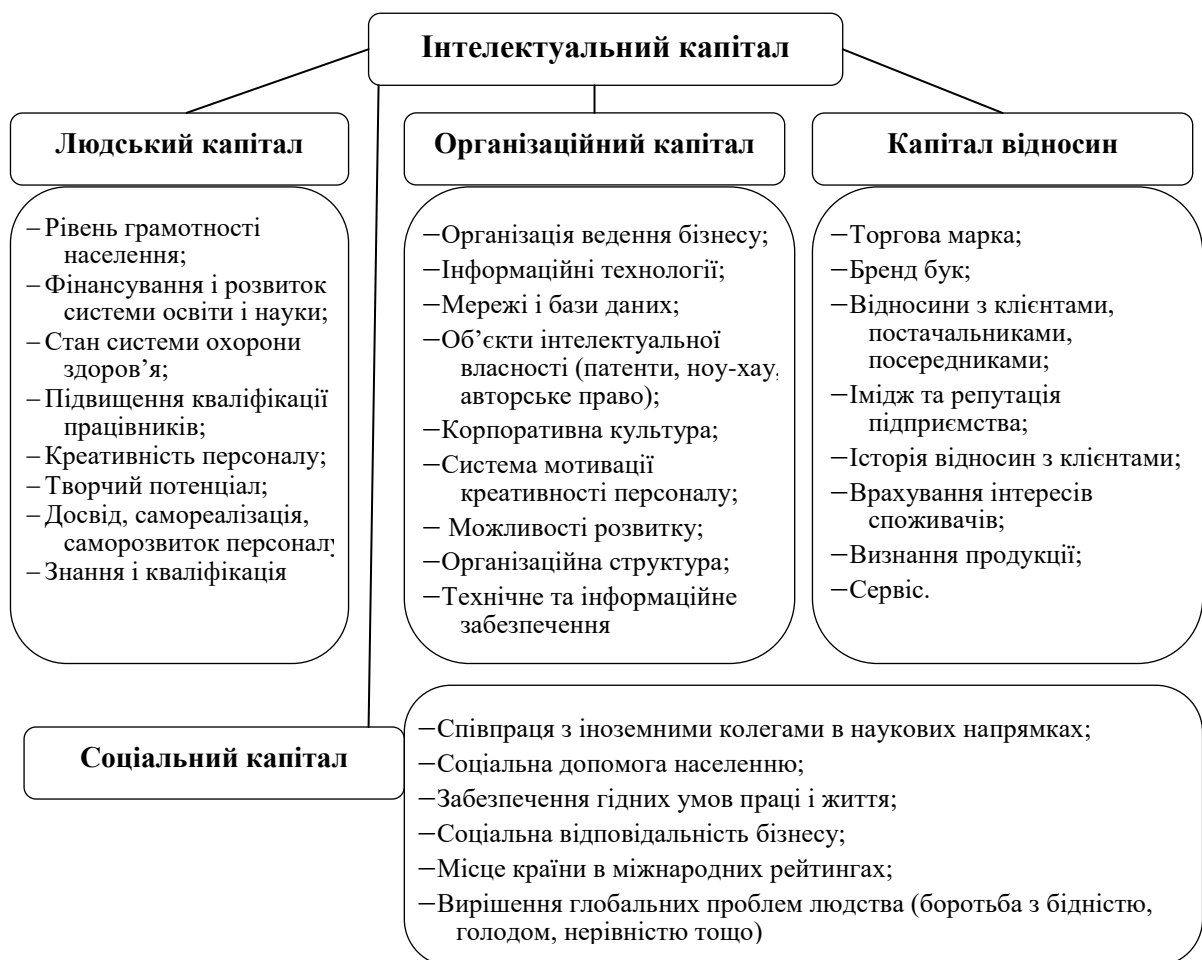 Інтелектуальний капітал
Людський капітал
– Рівень грамотності
населення;
– Фінансування і розвиток
системи освіти і науки;
– Стан системи охорони
здоров’я;
– Підвищення кваліфікації
працівників;
– Креативність персоналу;
– Творчий потенціал;
– Досвід, самореалізація,
саморозвиток персоналу
– Знання і кваліфікація
Організаційний капітал
– Організація ведення бізнесу;
– Інформаційні технології;
– Мережі і бази даних;
– Об’єкти інтелектуальної
власності (патенти, ноу-хау,
авторське право);
– Корпоративна культура;
– Система мотивації
креативності персоналу;
– Можливості розвитку;
– Організаційна структура;
– Технічне та інформаційне
забезпечення
Капітал відносин
– Торгова марка;
– Бренд бук;
– Відносини з клієнтами,
постачальниками,
посередниками;
– Імідж та репутація
підприємства;
– Історія відносин з клієнтами;
– Врахування інтересів
споживачів;
– Визнання продукції;
– Сервіс.
Соціальний капітал
– Співпраця з іноземними колегами в наукових напрямках;
– Соціальна допомога населенню;
– Забезпечення гідних умов праці і життя;
– Соціальна відповідальність бізнесу;
– Місце країни в міжнародних рейтингах;
– Вирішення глобальних проблем людства (боротьба з бідністю,
голодом, нерівністю тощо)